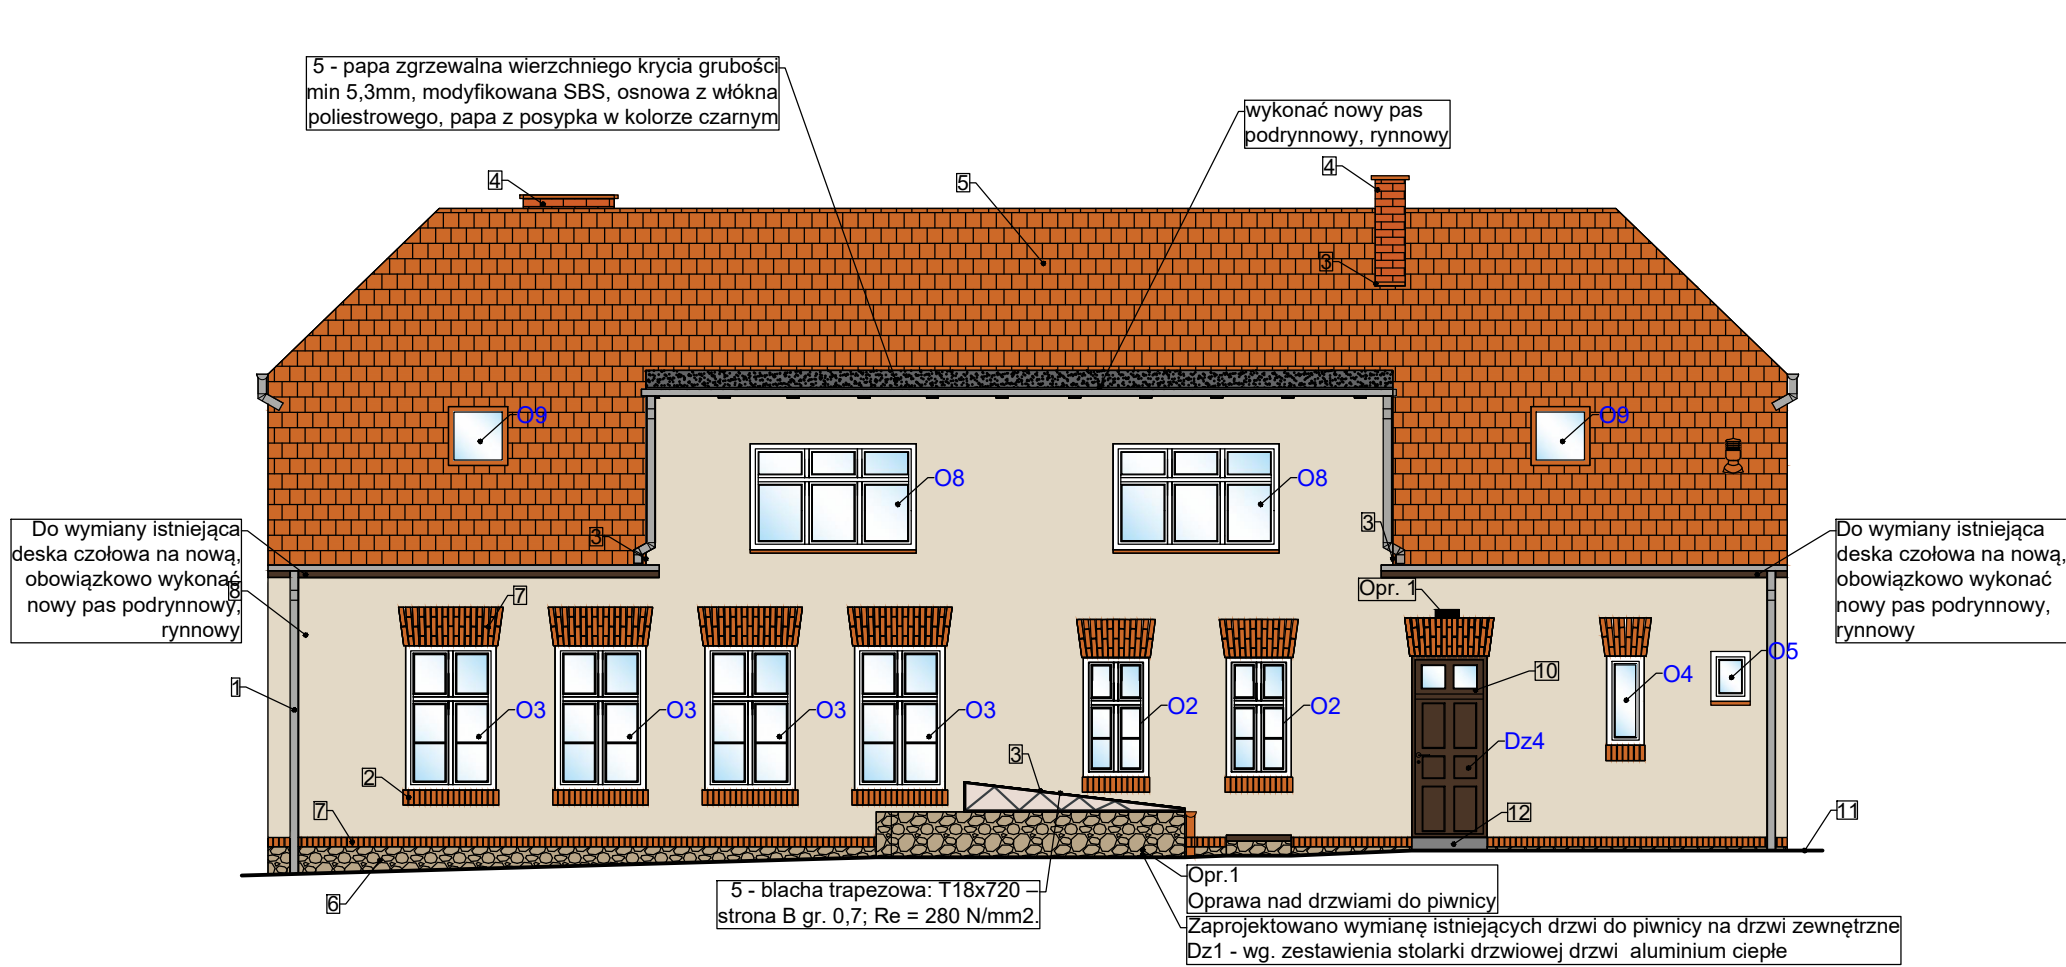 5 - papa zgrzewalna wierzchniego krycia grubości
min 5,3mm, modyfikowana SBS, osnowa z włókna
poliestrowego, papa z posypka w kolorze czarnym
wykonać nowy pas
podrynnowy, rynnowy
4
5
4
3
O9
O9
O8
O8
Do wymiany istniejąca
deska czołowa na nową,
obowiązkowo wykonać
nowy pas podrynnowy,
rynnowy
8
3
3
Do wymiany istniejąca
deska czołowa na nową,
obowiązkowo wykonać
nowy pas podrynnowy,
rynnowy
Opr. 1
7
1
O3
O3
O3
O3
O2
O2
10
Dz4
O4
O5
2
3
7
12
11
6
5 - blacha trapezowa: T18x720 –
strona B gr. 0,7; Re = 280 N/mm2.
Opr.1
Oprawa nad drzwiami do piwnicy
Zaprojektowano wymianę istniejących drzwi do piwnicy na drzwi zewnętrzne
Dz1 - wg. zestawienia stolarki drzwiowej drzwi aluminium ciepłe